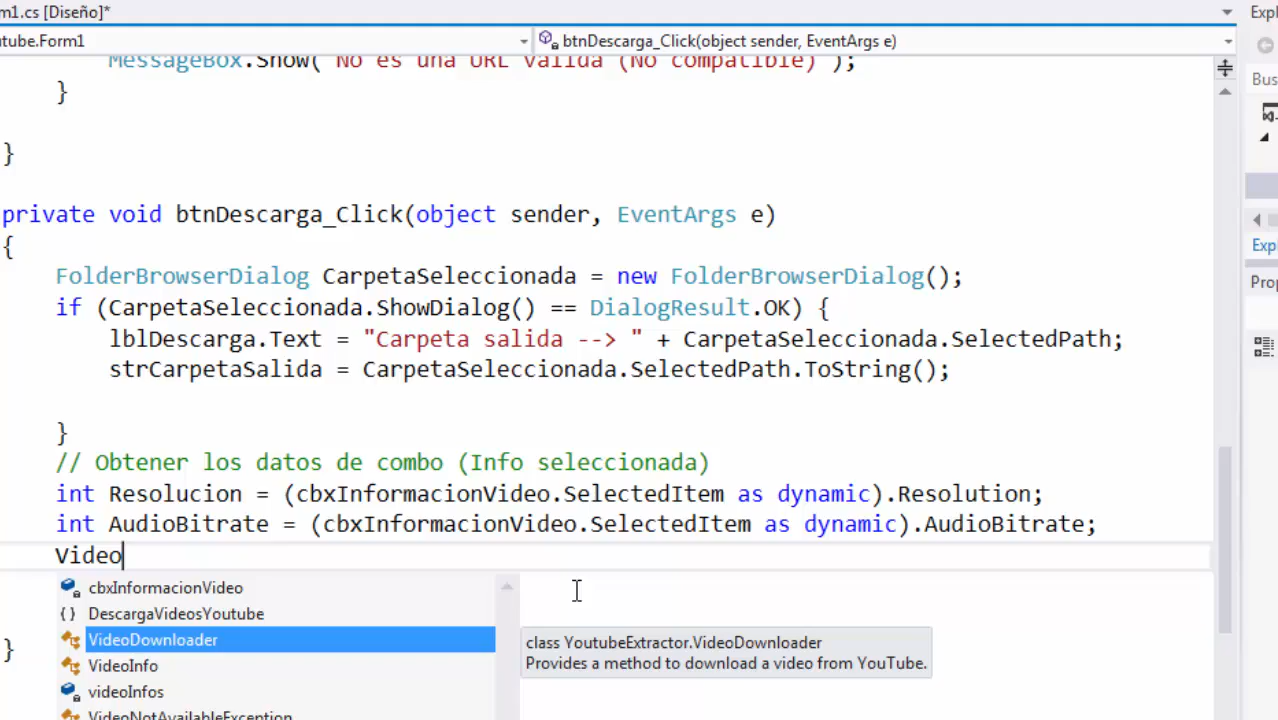 m1.cs [Diseño]*
Expl
utube.Form1
btnDescarga_Click(object sender, EventArgs e)
MessageBox.Show("No es una URL valida (No compatible)");
Bus
}
}
private void btnDescarga_Click(object sender, EventArgs e)
{
Exp
FolderBrowserDialog CarpetaSeleccionada = new FolderBrowserDialog();
Prop
if (CarpetaSeleccionada.ShowDialog() == DialogResult.OK) {
lblDescarga.Text = "Carpeta salida --> " + CarpetaSeleccionada.SelectedPath;
strCarpetaSalida = CarpetaSeleccionada.SelectedPath.ToString();
}
// Obtener los datos de combo (Info seleccionada)
int Resolucion = (cbxInformacionVideo.SelectedItem as dynamic).Resolution;
int AudioBitrate = (cbxInformacionVideo.SelectedItem as dynamic).AudioBitrate;
Video
cbxInformacionVideo
{} DescargaVideosYoutube
VideoDownloader
class YoutubeExtractor.VideoDownloader
Provides a method to download a video from YouTube.
}
VideoInfo
videoInfos
VideoNotAvailableException